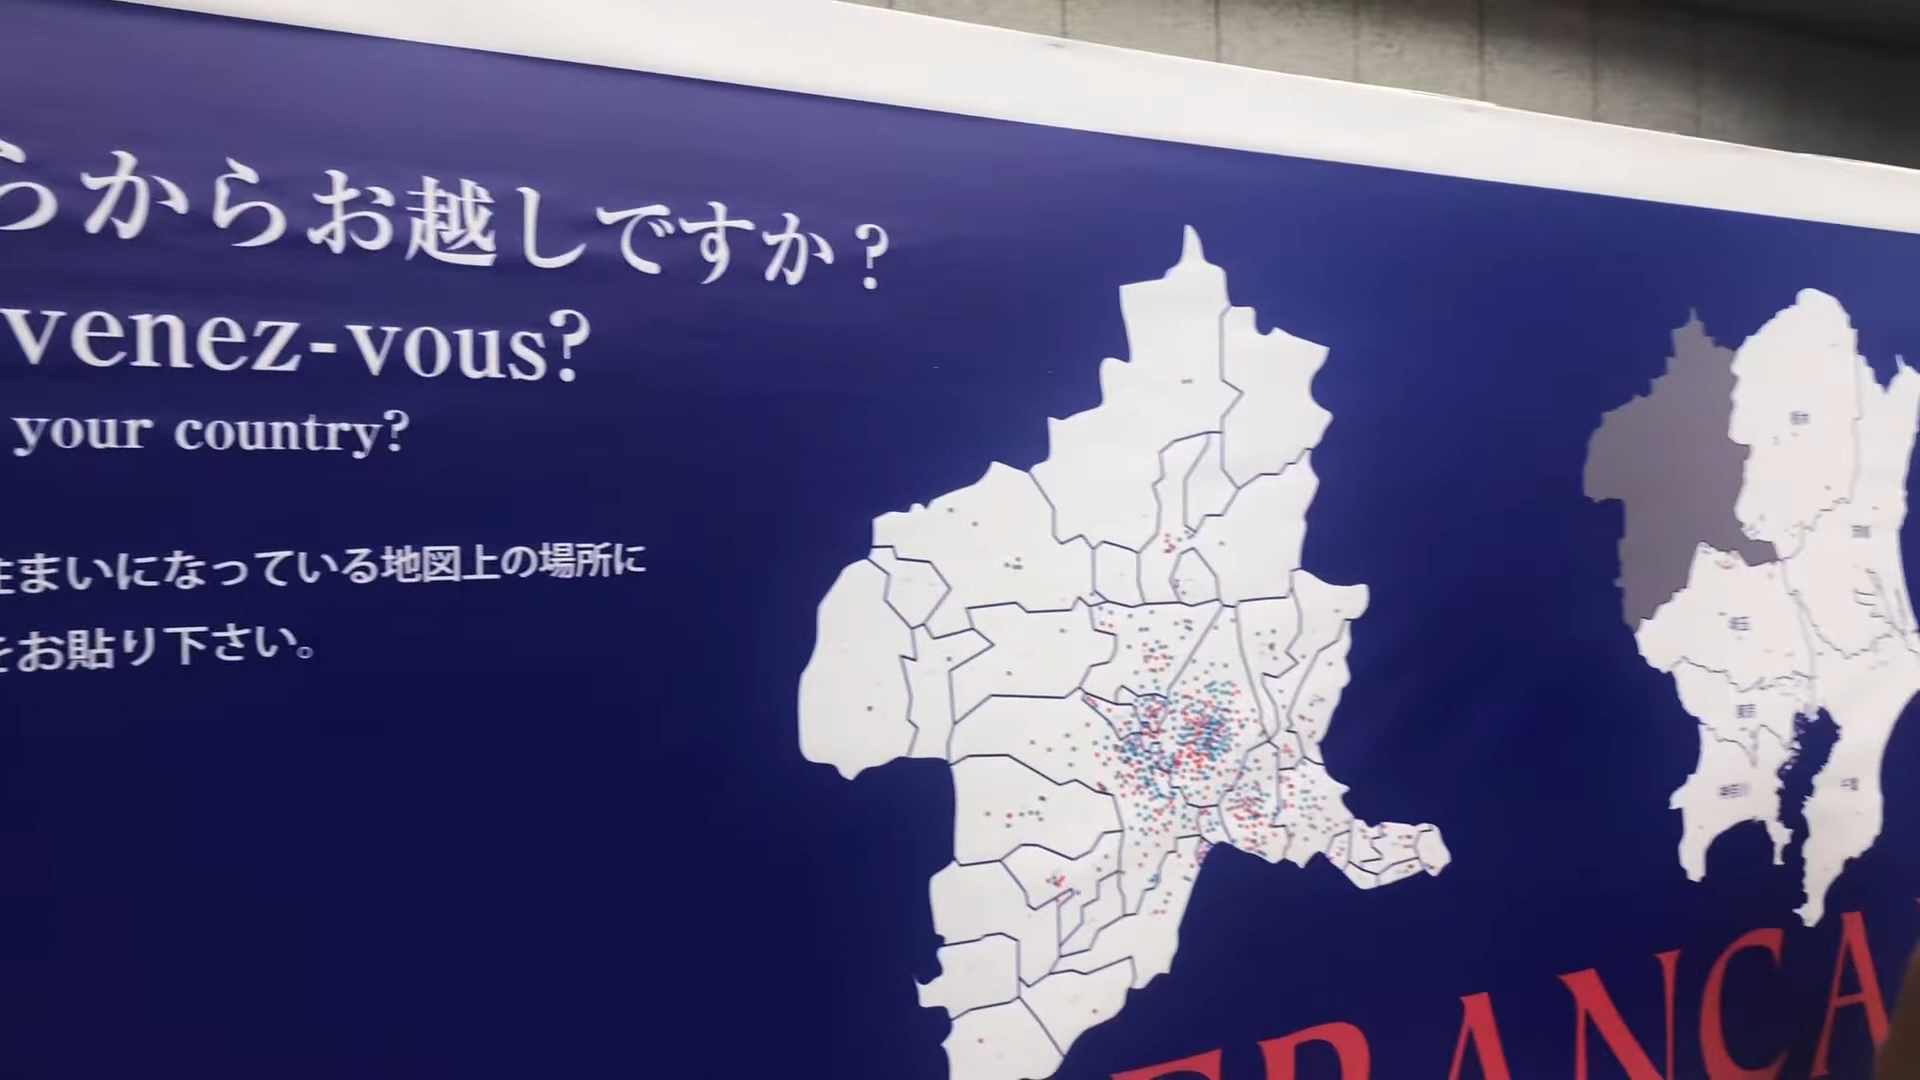 らからお越しですか？
venez-vous?
your country?
住まいになっている地図上の場所に
をお貼り下さい。
FRANCA